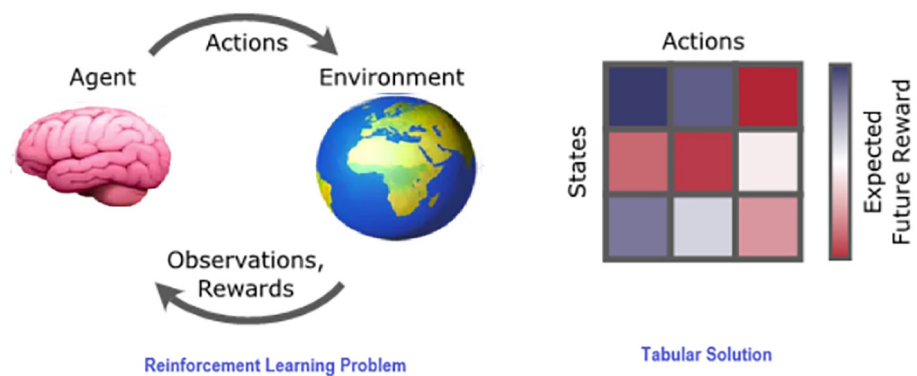 Actions
Agent
Environment
Observations,
Rewards
Reinforcement Learning Problem
Actions
States
Expected
Future Reward
Tabular Solution